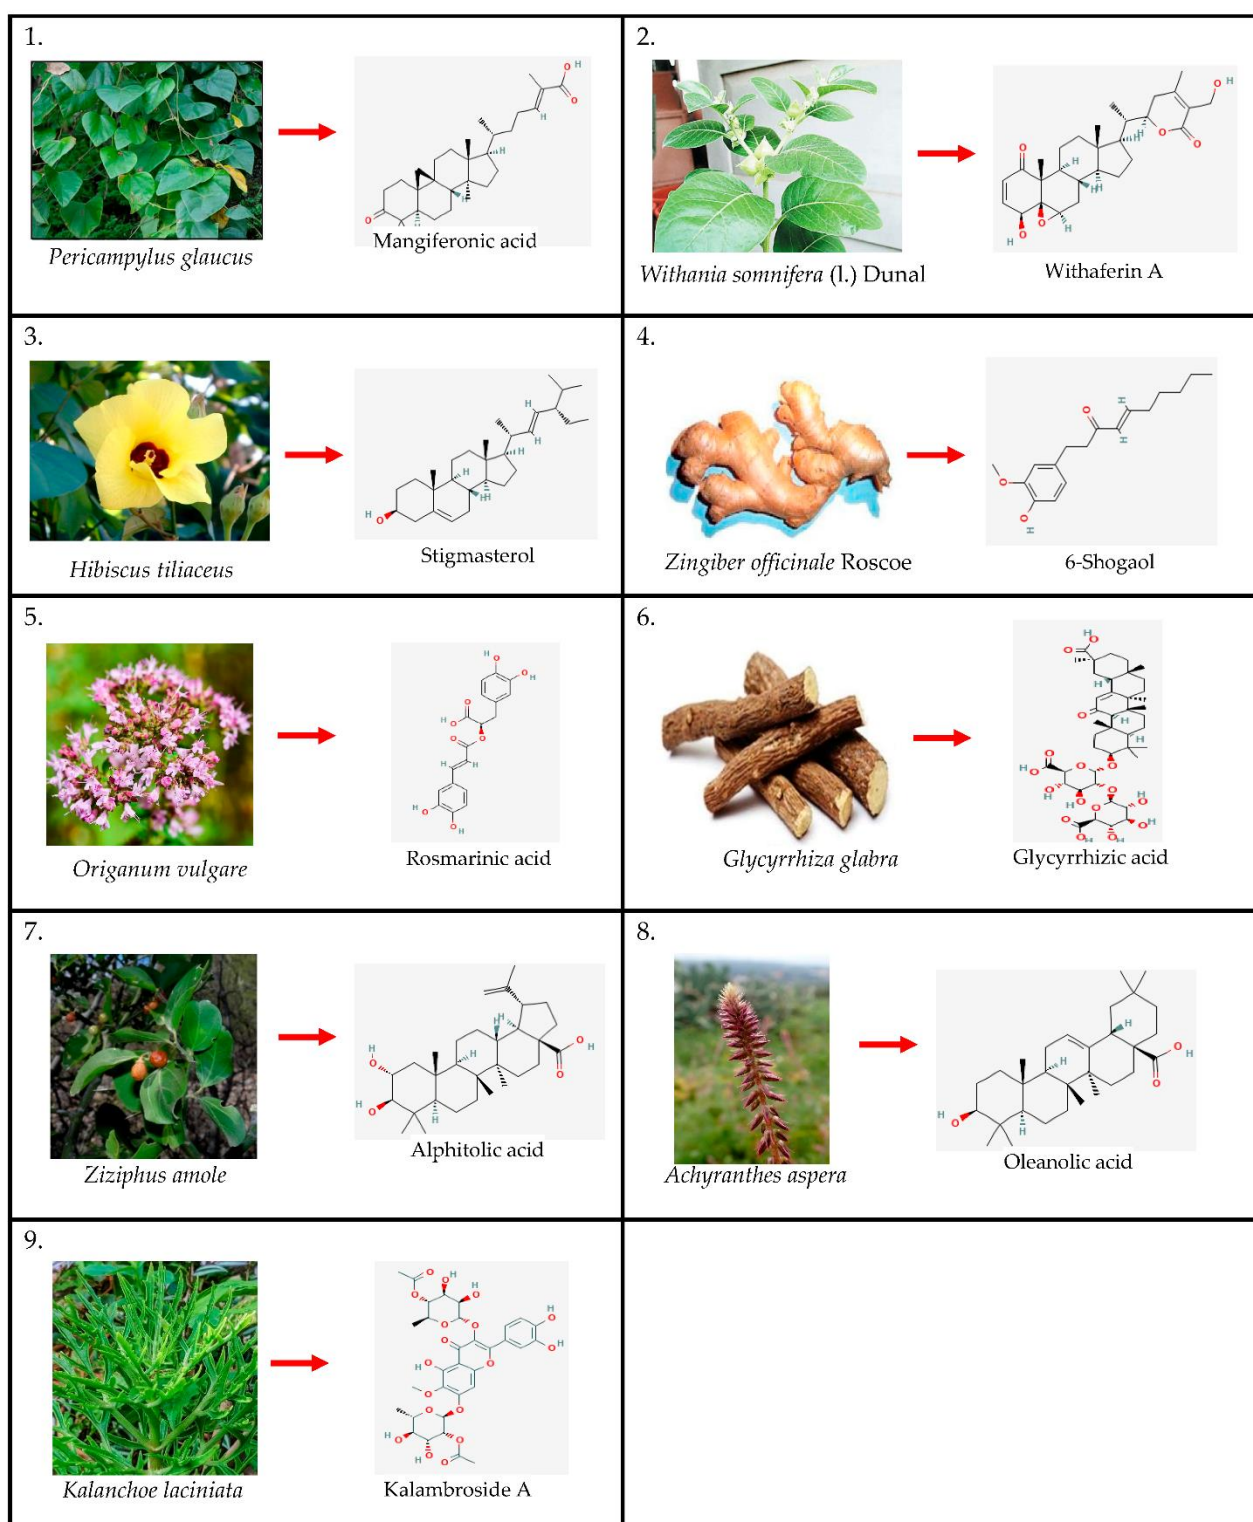 1.
Pericampylus glaucus
Mangiferonic acid
2.
Withania somnifera (l.) Dunal
Withaferin A
3.
Hibiscus tiliaceus
Stigmasterol
4.
Zingiber officinale Roscoe
6-Shogaol
5.
Origanum vulgare
Rosmarinic acid
6.
Glycyrrhiza glabra
Glycyrrhizic acid
7.
Ziziphus amole
Alphitolic acid
8.
Achyranthes aspera
Oleanolic acid
9.
Kalanchoe laciniata
Kalambroside A